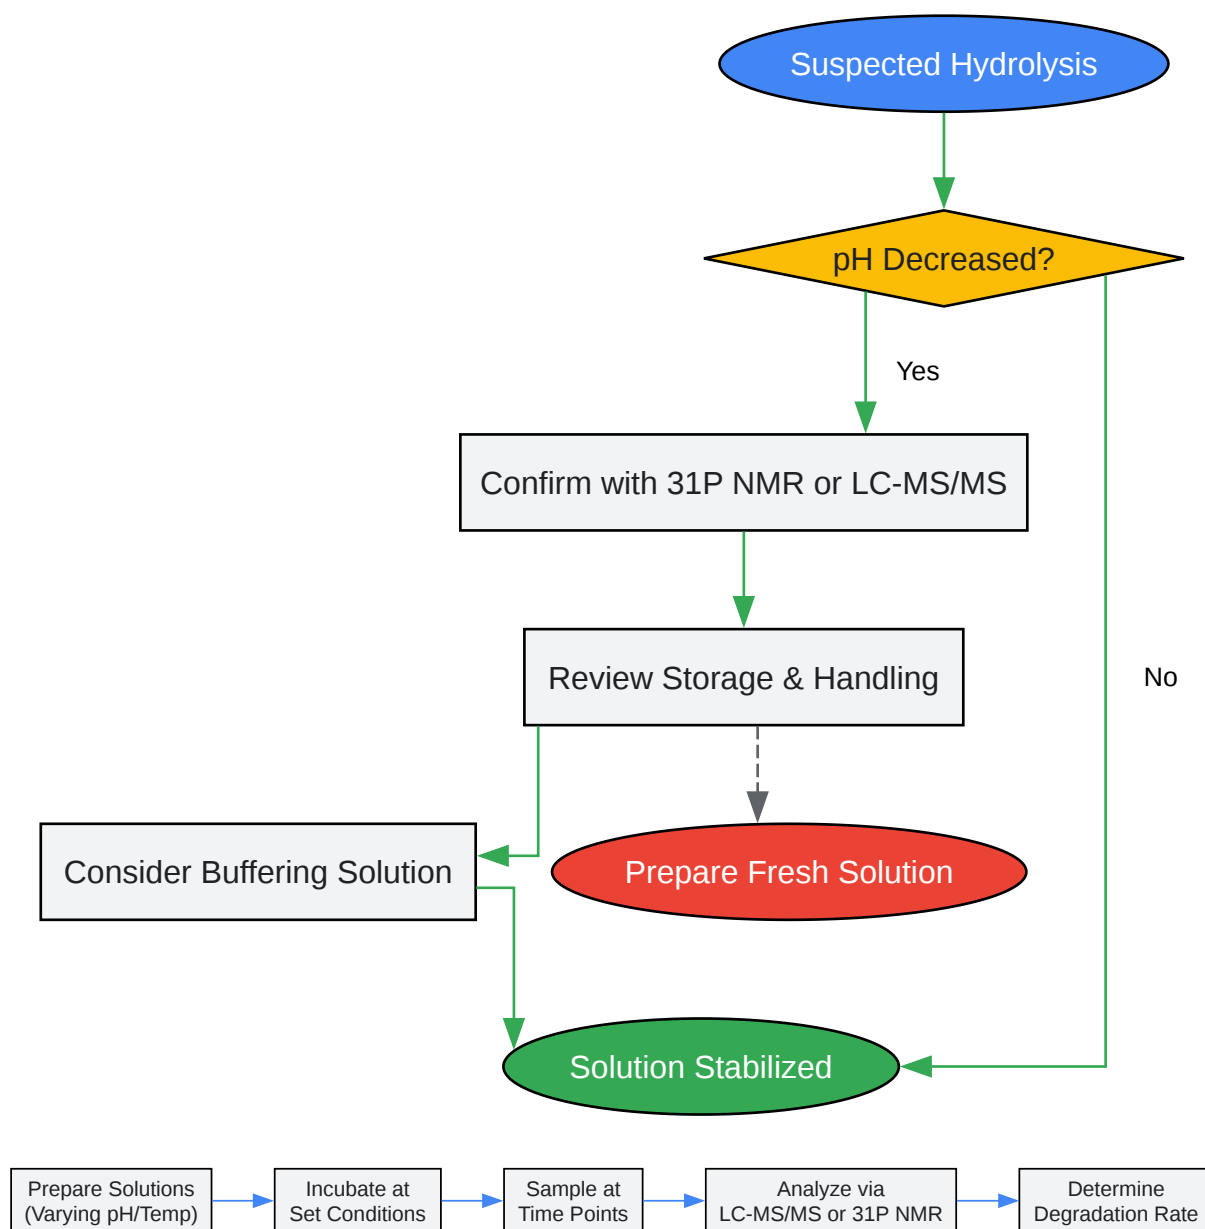 Suspected Hydrolysis
pH Decreased?
Yes
Confirm with 31P NMR or LC-MS/MS
Review Storage & Handling
No
Consider Buffering Solution
Prepare Fresh Solution
Solution Stabilized
Prepare Solutions
(Varying pH/Temp)
Incubate at
Set Conditions
Sample at
Time Points
Analyze via
LC-MS/MS or 31P NMR
Determine
Degradation Rate